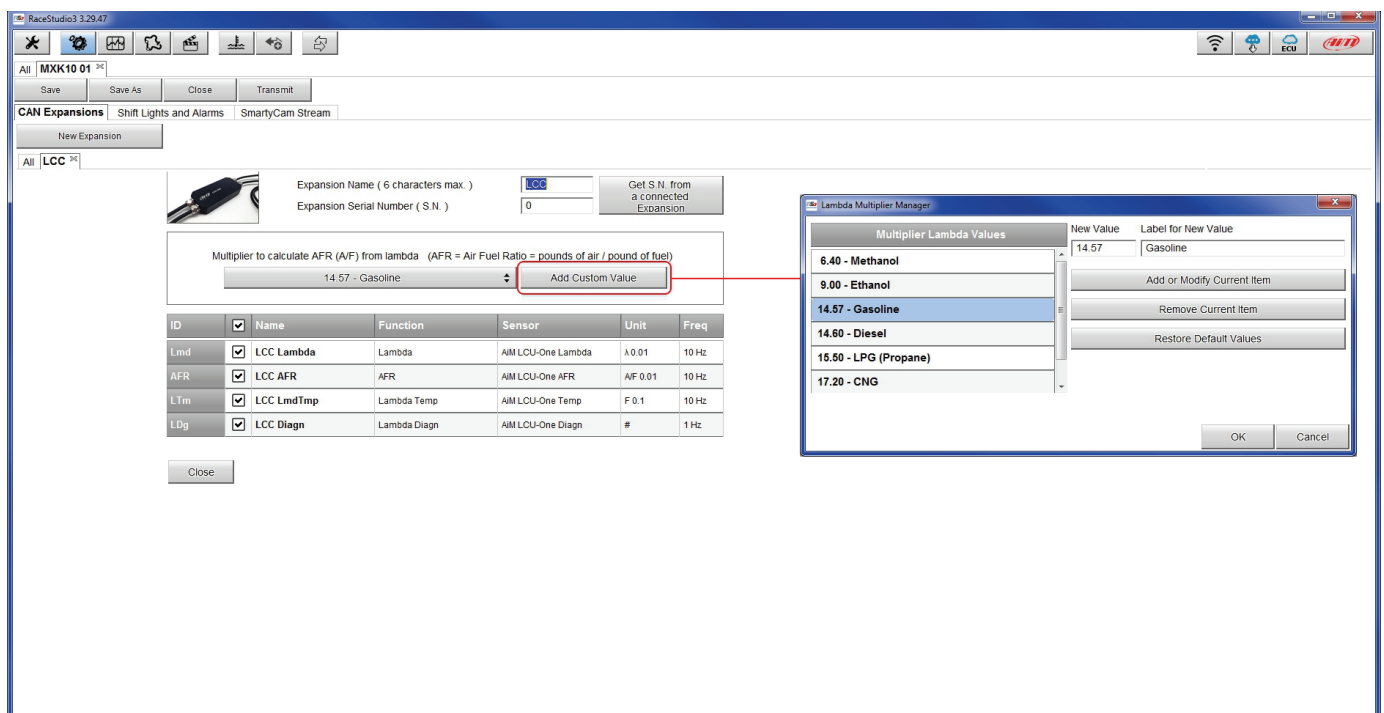 RaceStudio3 3.29.47
ECU
AiM
All MXK10 01
Save Save As Close Transmit
CAN Expansions Shift Lights and Alarms SmartyCam Stream
New Expansion
All LCC
Expansion Name ( 6 characters max. ) LCC
Expansion Serial Number ( S.N. ) 0
Get S.N. from
a connected
Expansion
Multiplier to calculate AFR (A/F) from lambda (AFR = Air Fuel Ratio = pounds of air / pound of fuel)
14.57 - Gasoline Add Custom Value
ID Name Function Sensor Unit Freq
Lmd LCC Lambda Lambda AiM LCU-One Lambda λ 0.01 10 Hz
AFR LCC AFR AFR AiM LCU-One AFR A/F 0.01 10 Hz
LTm LCC LmdTmp Lambda Temp AiM LCU-One Temp F 0.1 10 Hz
LDg LCC Diagn Lambda Diagn AiM LCU-One Diagn # 1 Hz
Close
Lambda Multiplier Manager
Multiplier Lambda Values
6.40 - Methanol
9.00 - Ethanol
14.57 - Gasoline
14.60 - Diesel
15.50 - LPG (Propane)
17.20 - CNG
New Value Label for New Value
14.57 Gasoline
Add or Modify Current Item
Remove Current Item
Restore Default Values
OK Cancel